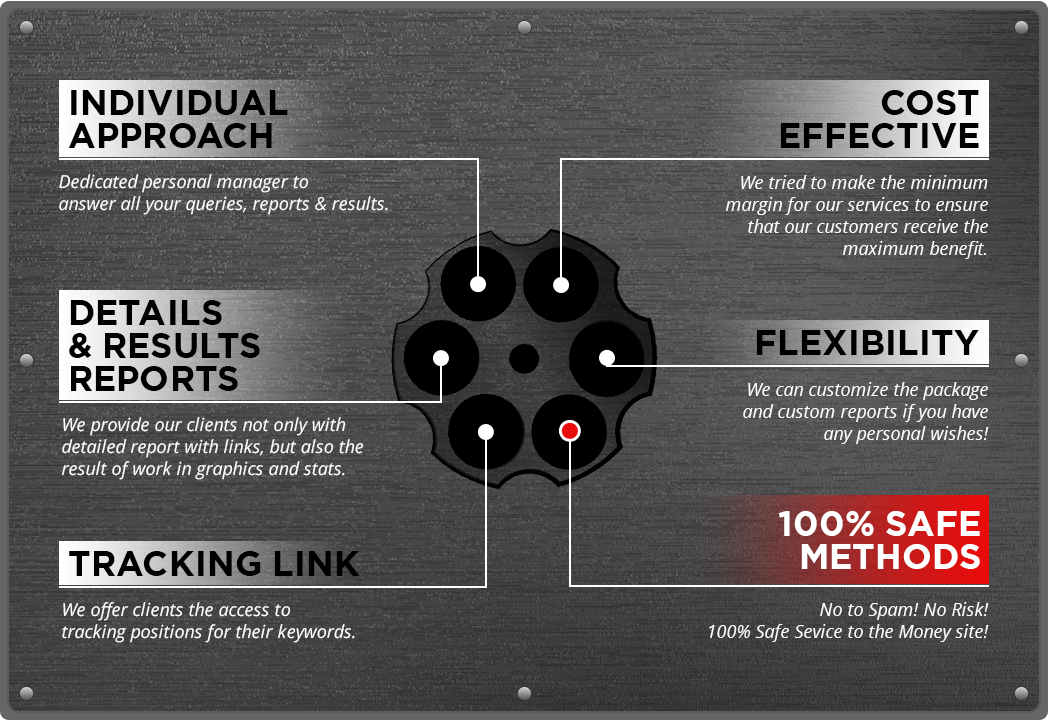 INDIVIDUAL
APPROACH
Dedicated personal manager to
answer all your queries, reports & results.
DETAILS
& RESULTS
REPORTS
We provide our clients not only with
detailed report with links, but also the
result of work in graphics and stats.
TRACKING LINK
We offer clients the access to
tracking positions for their keywords.
COST
EFFECTIVE
We tried to make the minimum
margin for our services to ensure
that our customers receive the
maximum benefit.
FLEXIBILITY
We can customize the package
and custom reports if you have
any personal wishes!
100% SAFE
METHODS
No to Spam! No Risk!
100% Safe Sevice to the Money site!